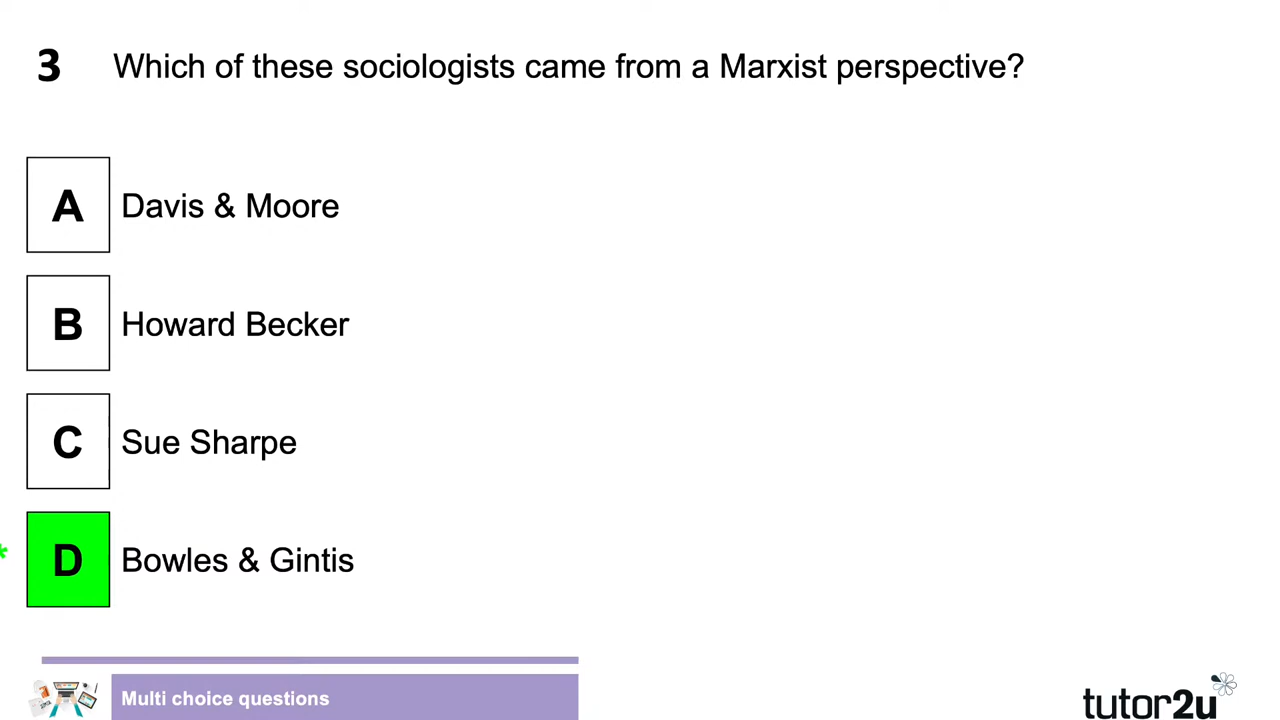 3 Which of these sociologists came from a Marxist perspective?
A Davis & Moore
B Howard Becker
C Sue Sharpe
* D Bowles & Gintis
Multi choice questions
tutor2u